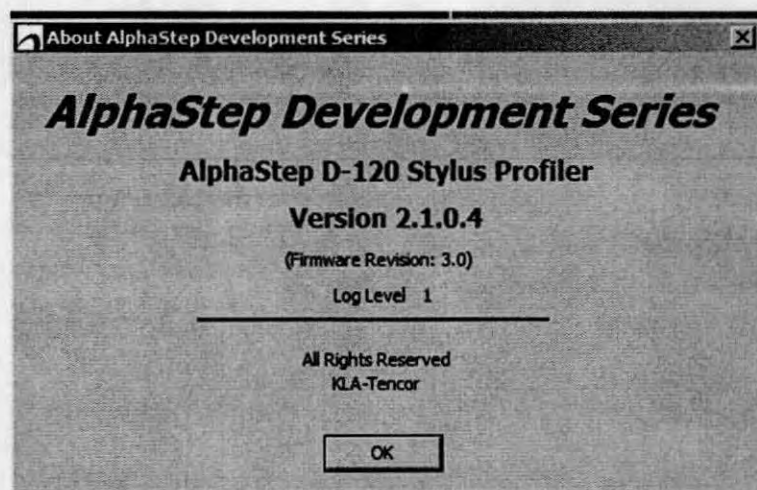 About AlphaStep Development Series
AlphaStep Development Series
AlphaStep D-120 Stylus Profiler
Version 2.1.0.4
(Firmware Revision: 3.0)
Log Level 1
All Rights Reserved
KLA-Tencor
OK